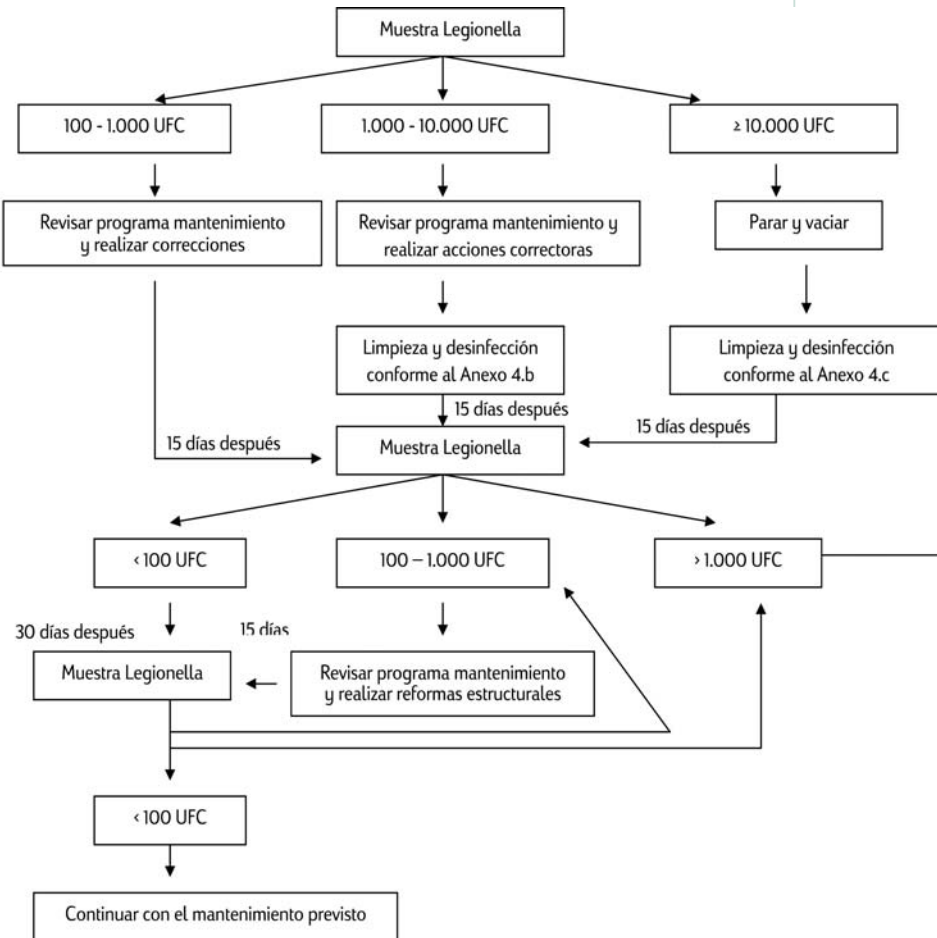 Muestra Legionella
100 - 1.000 UFC
1.000 - 10.000 UFC
≥ 10.000 UFC
Revisar programa mantenimiento
y realizar correcciones
Revisar programa mantenimiento y
realizar acciones correctoras
Parar y vaciar
Limpieza y desinfección
conforme al Anexo 4.b
Limpieza y desinfección
conforme al Anexo 4.c
15 días después
15 días después
15 días después
Muestra Legionella
< 100 UFC
100 – 1.000 UFC
> 1.000 UFC
30 días después
15 días
Muestra Legionella
Revisar programa mantenimiento
y realizar reformas estructurales
< 100 UFC
Continuar con el mantenimiento previsto